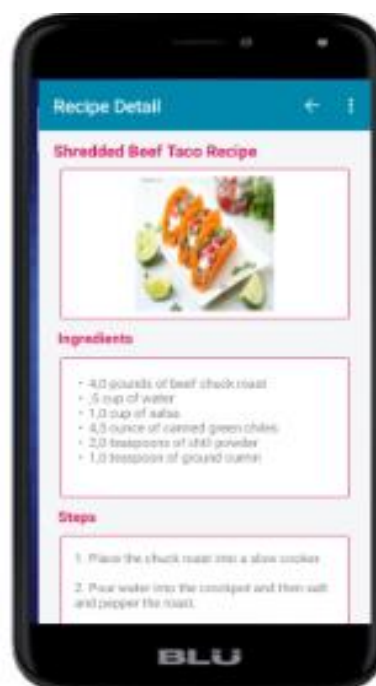 Recipe Detail
Shredded Beef Taco Recipe
Ingredients
• 4,0 pounds of beef chuck roast
• ,5 cup of water
• 1,0 cup of salsa
• 4,5 ounce of canned green chiles
• 2,0 teaspoons of chili powder
• 1,0 teaspoon of ground cumin
Steps
1. Place the chuck roast into a slow cooker
2. Pour water into the crockpot and then salt
and pepper the roast.
BLU